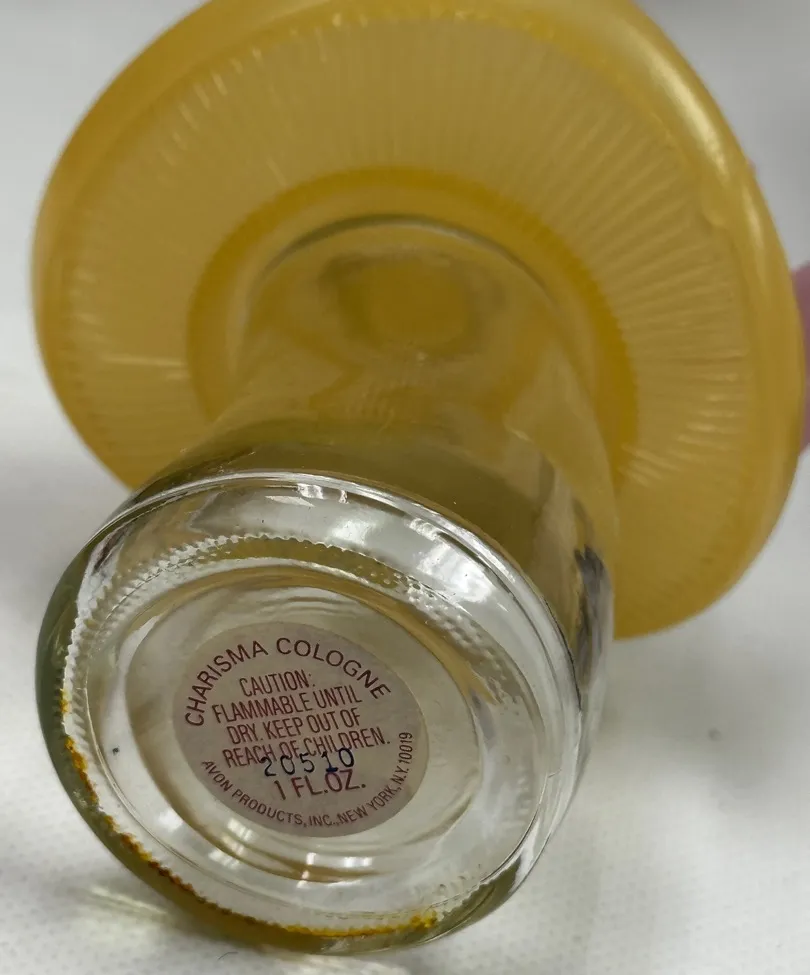 CHARISMA COLOGNE
CAUTION:
FLAMMABLE UNTIL
DRY. KEEP OUT OF
REACH OF CHILDREN.
20510
1 FL.OZ.
AVON PRODUCTS, INC., NEW YORK, N.Y. 10019